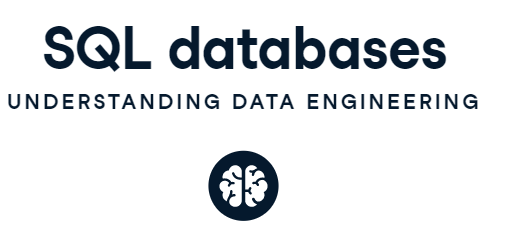 SQL databases
UNDERSTANDING DATA ENGINEERING